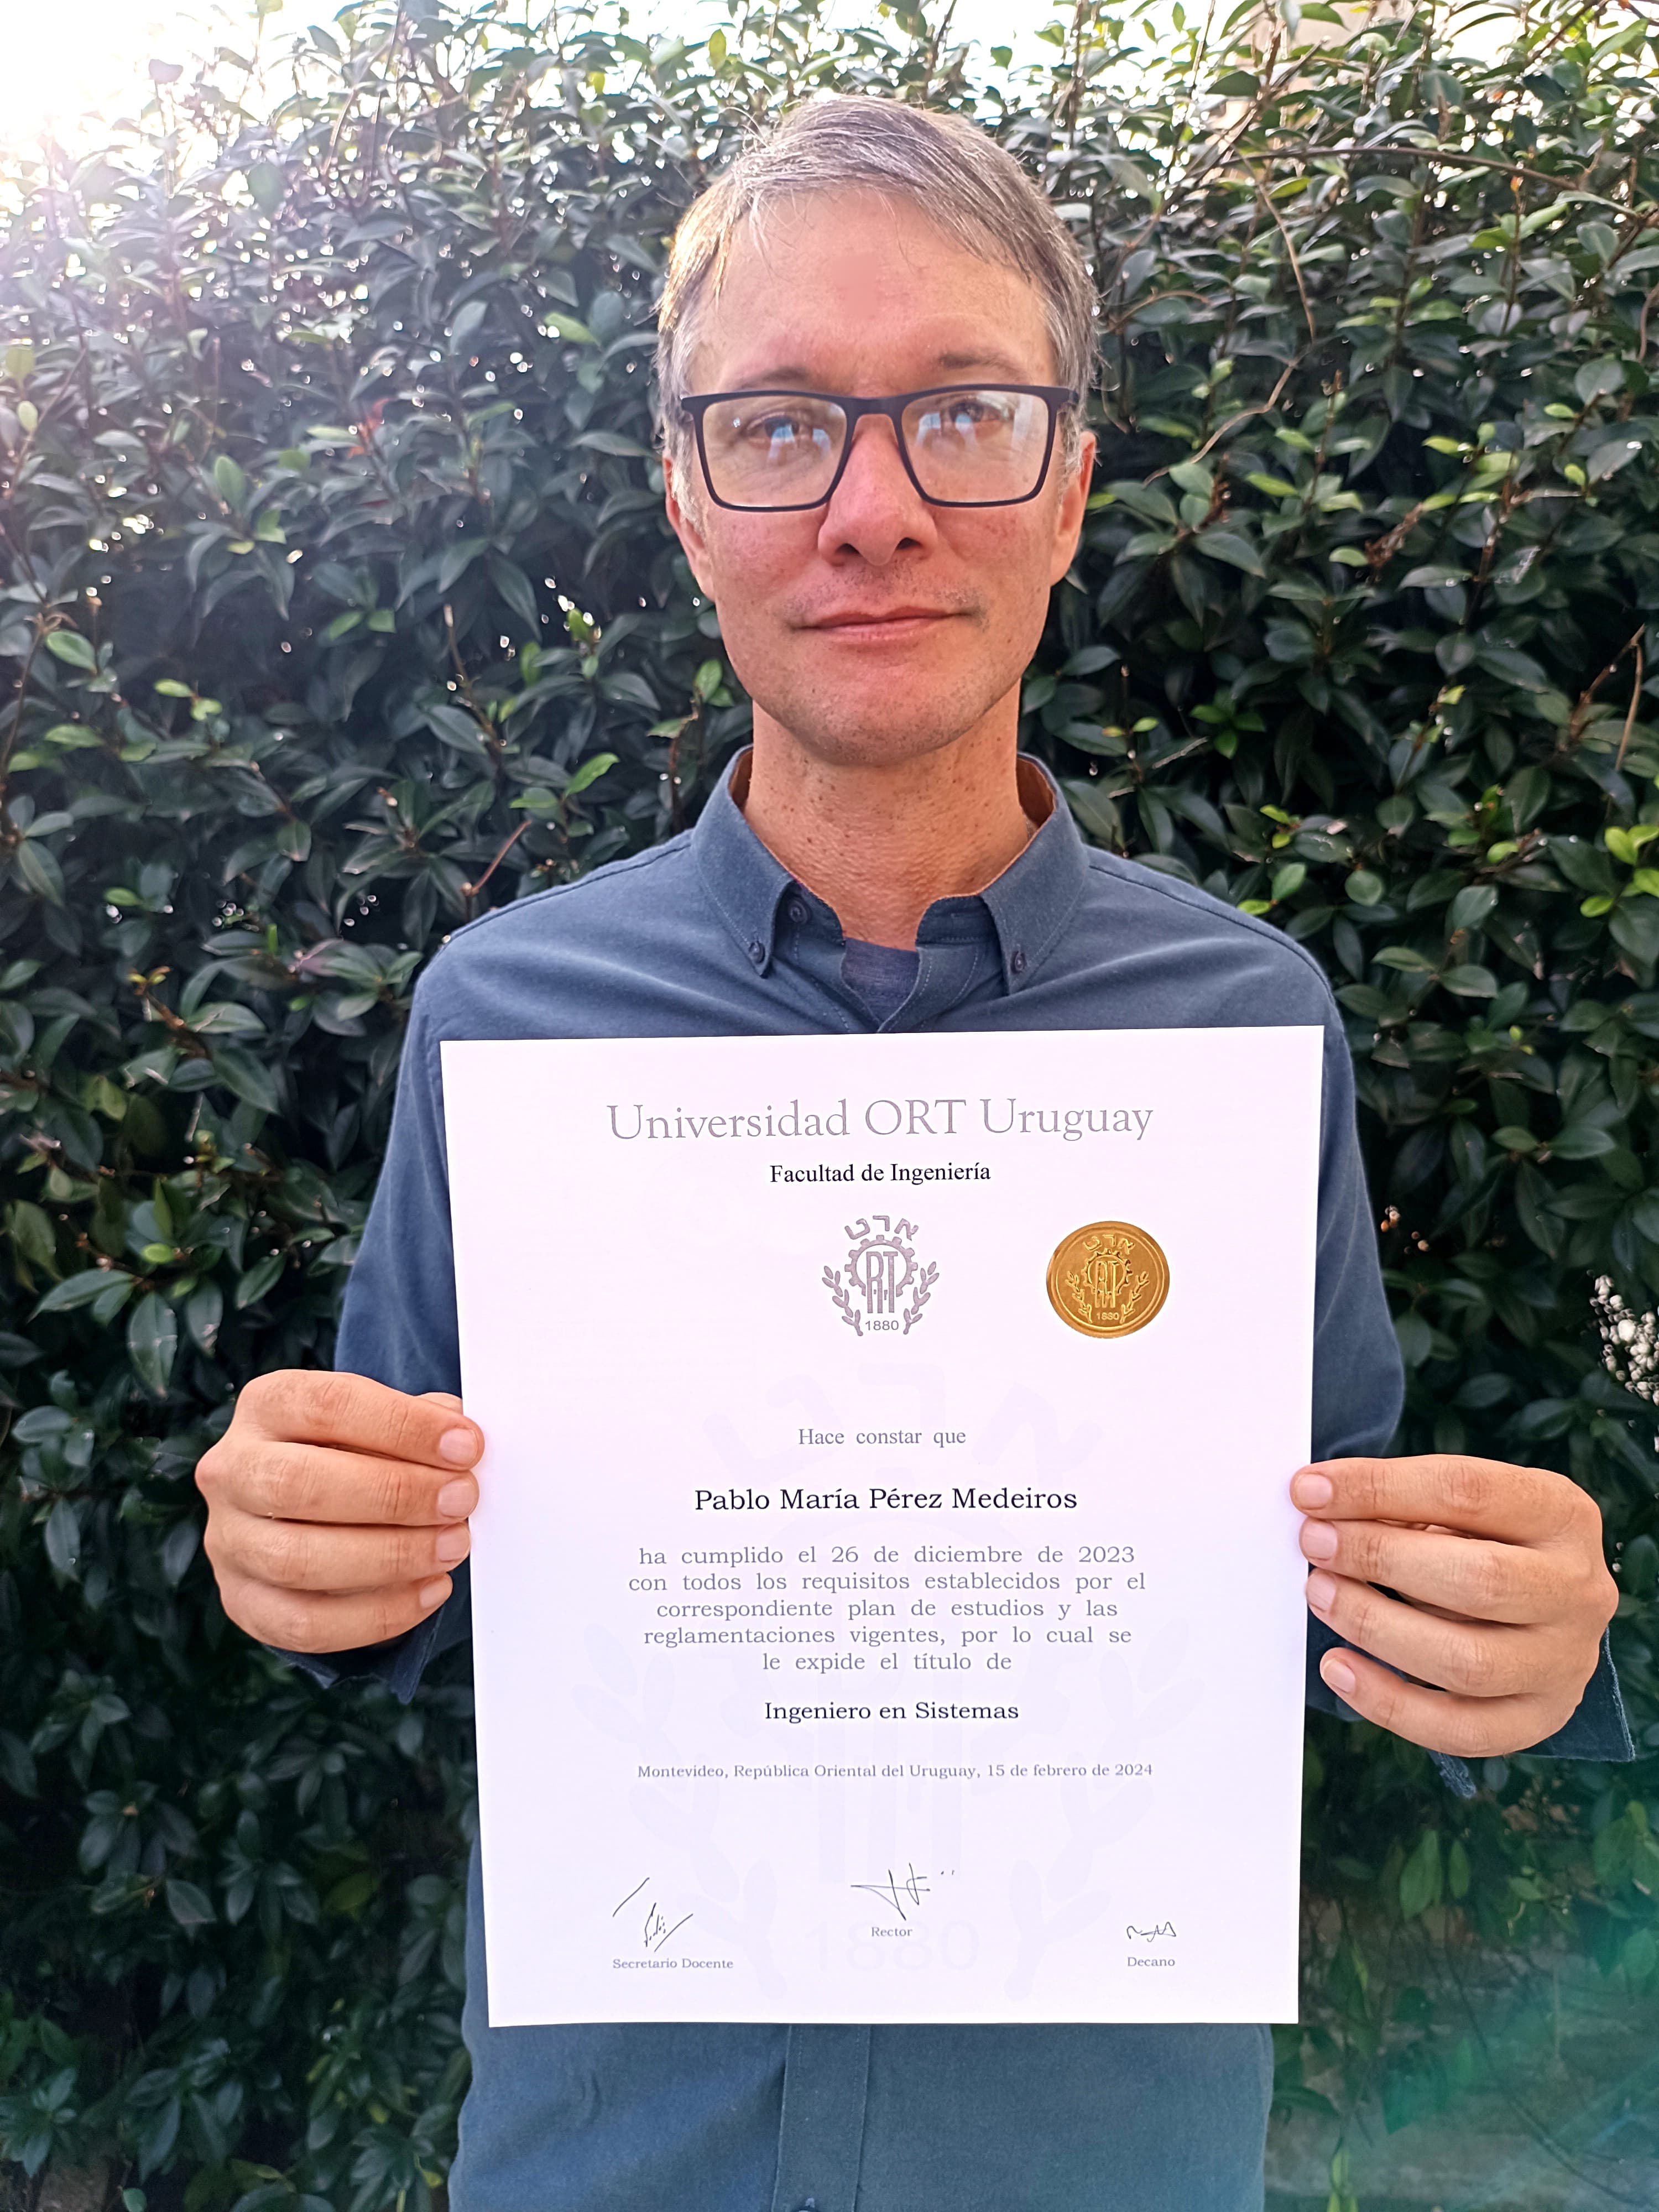 Universidad ORT Uruguay
Facultad de Ingeniería
אורט
ORT
1880
אורט
ORT
1880
Hace constar que
Pablo María Pérez Medeiros
ha cumplido el 26 de diciembre de 2023
con todos los requisitos establecidos por el
correspondiente plan de estudios y las
reglamentaciones vigentes, por lo cual se
le expide el título de
Ingeniero en Sistemas
Montevideo, República Oriental del Uruguay, 15 de febrero de 2024
1880
Rector
Secretario Docente
Decano